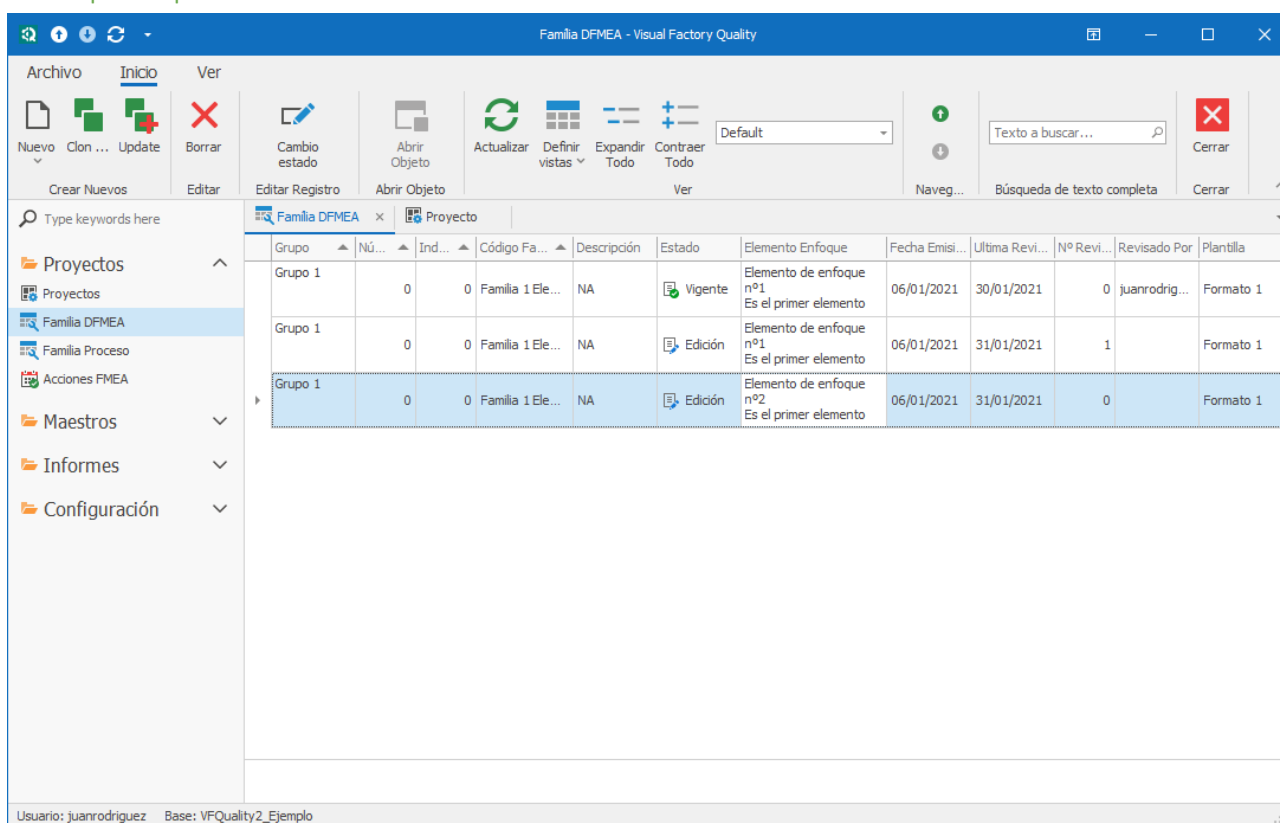 Familia DFMEA - Visual Factory Quality
Archivo Inicio Ver
Nuevo Clon ... Update Borrar Cambio estado Abrir Objeto Actualizar Definir vistas Expandir Todo Contraer Todo Default Texto a buscar... Cerrar
Crear Nuevos Editar Editar Registro Abrir Objeto Ver Naveg... Búsqueda de texto completa Cerrar
Type keywords here
Proyectos
Proyectos
Familia DFMEA
Familia Proceso
Acciones FMEA
Maestros
Informes
Configuración
Familia DFMEA Proyecto
Grupo Nú... Ind... Código Fa... Descripción Estado Elemento Enfoque Fecha Emisi... Ultima Revi... Nº Revi... Revisado Por Plantilla
Grupo 1 0 0 Familia 1 Ele... NA Vigente Elemento de enfoque nº1 Es el primer elemento 06/01/2021 30/01/2021 0 juanrodrig... Formato 1
Grupo 1 0 0 Familia 1 Ele... NA Edición Elemento de enfoque nº1 Es el primer elemento 06/01/2021 31/01/2021 1 Formato 1
Grupo 1 0 0 Familia 1 Ele... NA Edición Elemento de enfoque nº2 Es el primer elemento 06/01/2021 31/01/2021 0 Formato 1
Usuario: juanrodriguez Base: VFQuality2_Ejemplo